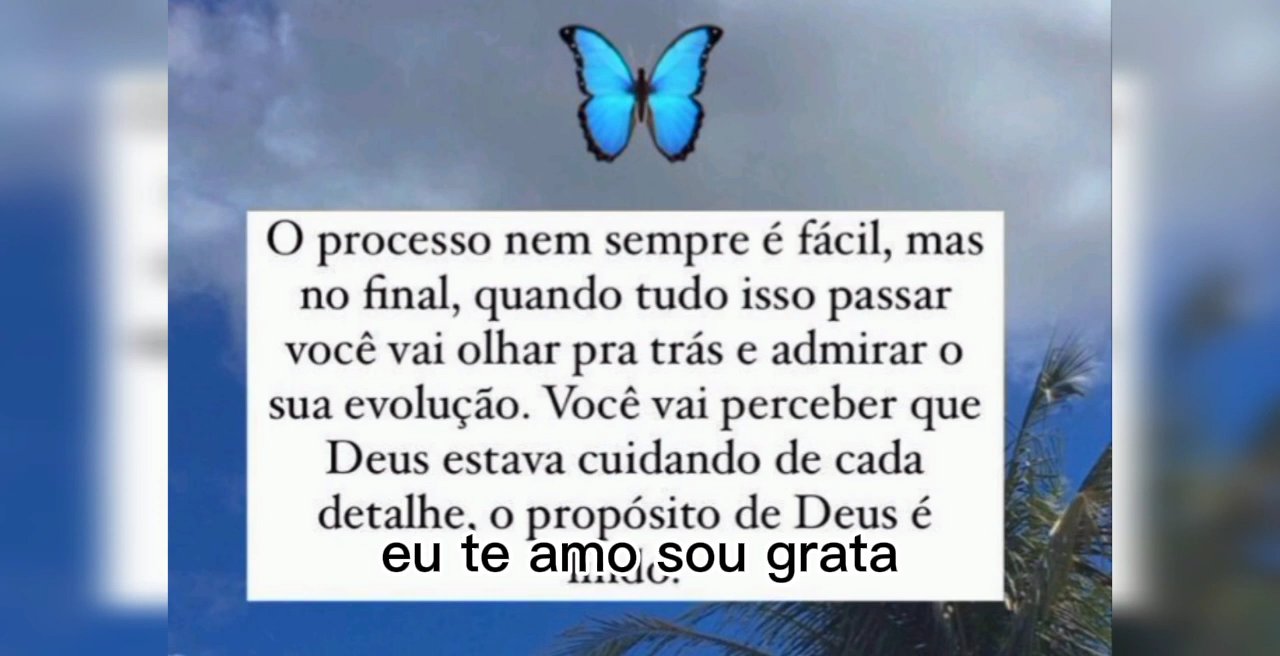 O processo nem sempre é fácil, mas
no final, quando tudo isso passar
você vai olhar pra trás e admirar o
sua evolução. Você vai perceber que
Deus estava cuidando de cada
detalhe, o propósito de Deus é
eu te amo sou grata